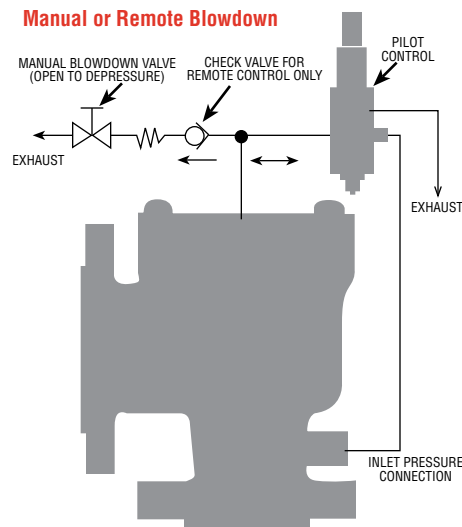 Manual or Remote Blowdown
MANUAL BLOWDOWN VALVE
(OPEN TO DEPRESSURE)
CHECK VALVE FOR
REMOTE CONTROL ONLY
PILOT
CONTROL
EXHAUST
EXHAUST
INLET PRESSURE
CONNECTION